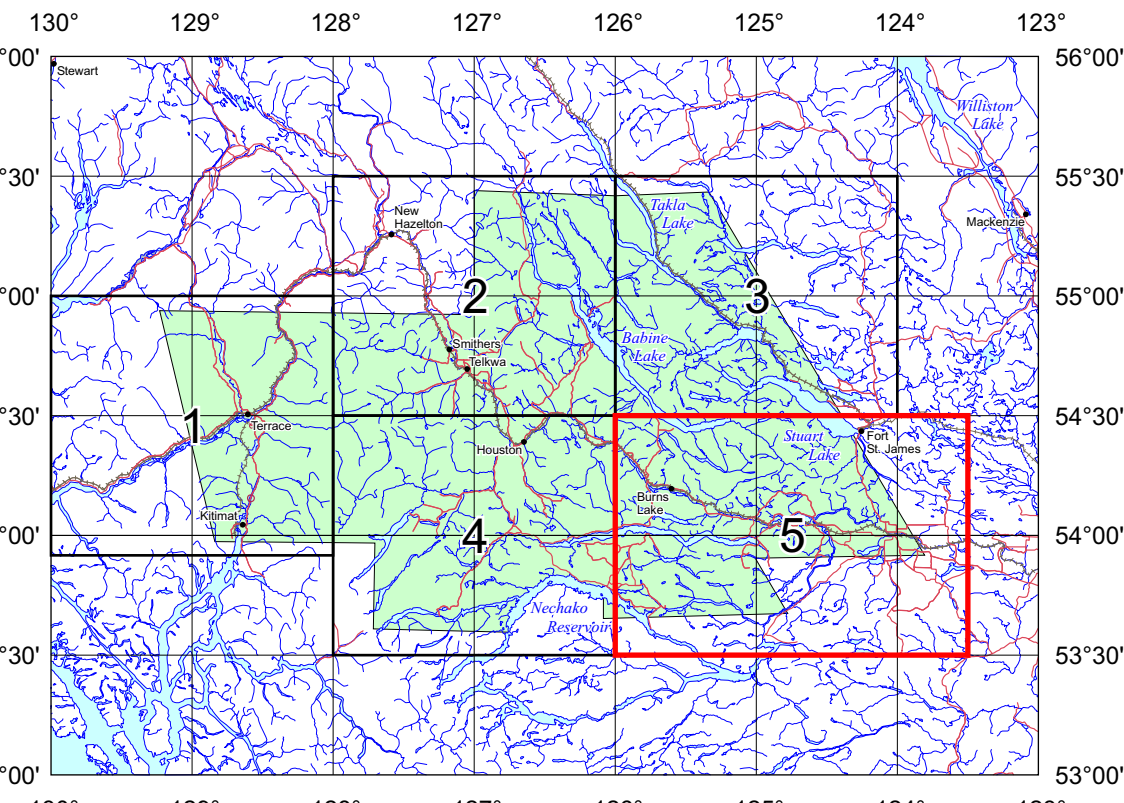 130° 129° 128° 127° 126° 125° 124° 123°
°00' 56°00'
Stewart
Williston
Lake
°30' 55°30'
Takla
Lake
New
Hazelton
Mackenzie
2 3
°00' 55°00'
Babine
Lake
Smithers
Telkwa
1
°30' 54°30'
Terrace
Stuart
Lake
Fort
St. James
Houston
Burns
Lake
Kitimat
4 5
°00' 54°00'
Nechako
Reservoir
°30' 53°30'
°00' 53°00'